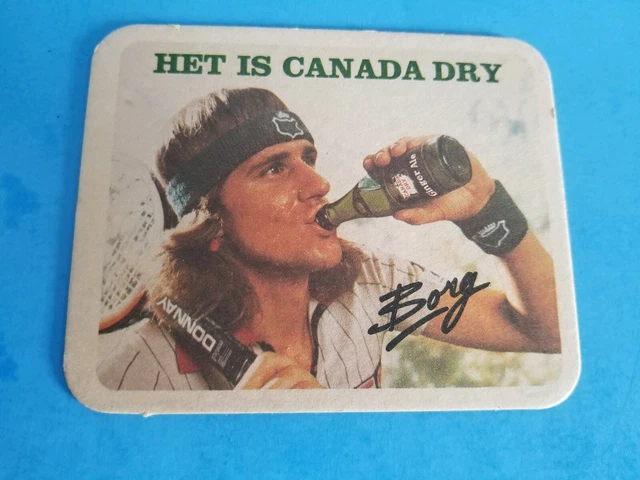 HET IS CANADA DRY
Ginger Ale
Borg
DONNAY